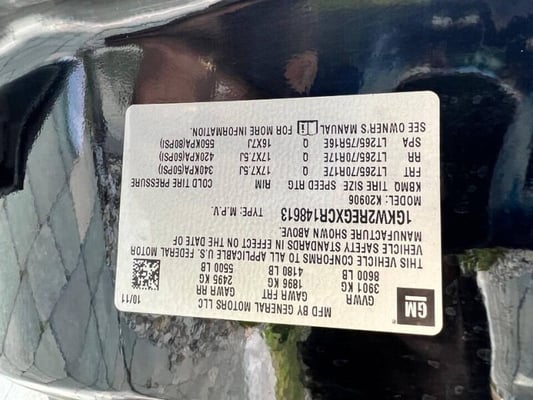 GM
MFD BY GENERAL MOTORS LLC
10/11
GVWR GAWR FRT GAWR RR
3901 KG 1896 KG 2495 KG
8600 LB 4180 LB 5500 LB
THIS VEHICLE CONFORMS TO ALL APPLICABLE U.S. FEDERAL MOTOR
VEHICLE SAFETY STANDARDS IN EFFECT ON THE DATE OF
MANUFACTURE SHOWN ABOVE.
1GKW2REGXCR148613 TYPE: M.P.V.
MODEL: K20906
KBMQ TIRE SIZE SPEED RTG RIM COLD TIRE PRESSURE
FRT LT265/70R17E Q 17X7.5J 340KPA(50PSI)
RR LT265/70R17E Q 17X7.5J 420KPA(60PSI)
SPA LT245/75R16E Q 16X7J 550KPA(80PSI)
SEE OWNER'S MANUAL FOR MORE INFORMATION.